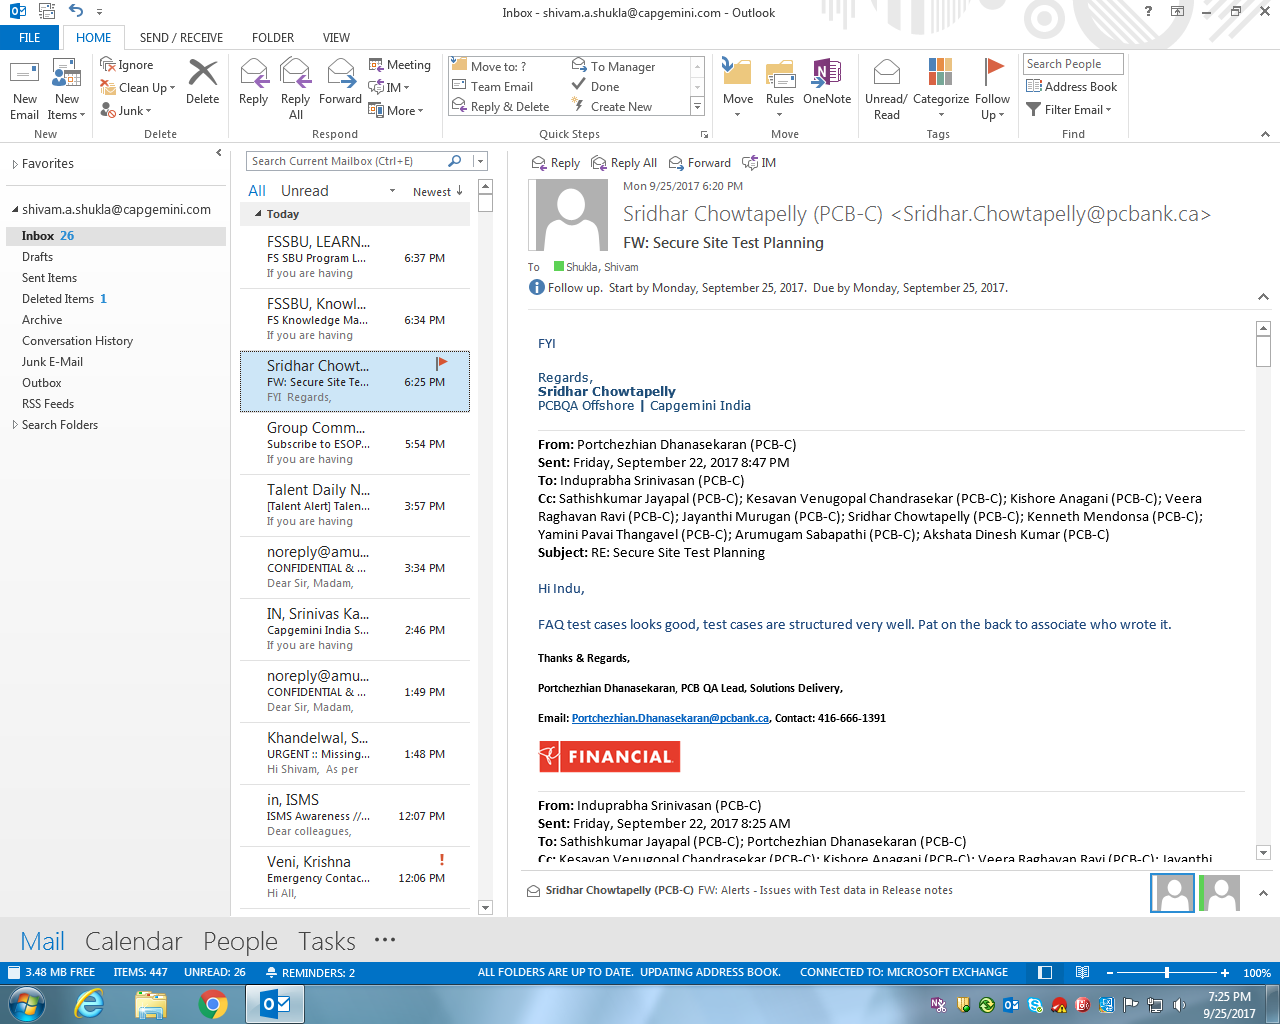 Inbox - shivam.a.shukla@capgemini.com - Outlook
FILE HOME SEND / RECEIVE FOLDER VIEW
New Email
New Items
Ignore
Clean Up
Junk
Delete
Reply
Reply All
Forward
Meeting
IM
More
Move to: ?
Team Email
Reply & Delete
To Manager
Done
Create New
Move
Rules
OneNote
Unread/ Read
Categorize
Follow Up
Search People
Address Book
Filter Email
New Delete Respond Quick Steps Move Tags Find
Favorites
shivam.a.shukla@capgemini.com
Inbox 26
Drafts
Sent Items
Deleted Items 1
Archive
Conversation History
Junk E-Mail
Outbox
RSS Feeds
Search Folders
Search Current Mailbox (Ctrl+E)
All Unread Newest
Today
FSSBU, LEARN...
FS SBU Program L... 6:37 PM
If you are having
FSSBU, Knowl...
FS Knowledge Ma... 6:34 PM
If you are having
Sridhar Chowt...
FW: Secure Site Te... 6:25 PM
FYI Regards,
Group Comm...
Subscribe to ESOP... 5:54 PM
If you are having
Talent Daily N...
[Talent Alert] Talen... 3:57 PM
If you are having
noreply@amu...
CONFIDENTIAL & ... 3:34 PM
Dear Sir, Madam,
IN, Srinivas Ka...
Capgemini India S... 2:46 PM
If you are having
noreply@amu...
CONFIDENTIAL & ... 1:49 PM
Dear Sir, Madam,
Khandelwal, S...
URGENT :: Missing... 1:48 PM
Hi Shivam, As per
in, ISMS
ISMS Awareness //... 12:07 PM
Dear colleagues,
Veni, Krishna
Emergency Contac... 12:06 PM
Hi All,
Reply Reply All Forward IM
Mon 9/25/2017 6:20 PM
Sridhar Chowtapelly (PCB-C) <Sridhar.Chowtapelly@pcbank.ca>
FW: Secure Site Test Planning
To Shukla, Shivam
Follow up. Start by Monday, September 25, 2017. Due by Monday, September 25, 2017.
FYI
Regards,
Sridhar Chowtapelly
PCBQA Offshore | Capgemini India
From: Portchezhian Dhanasekaran (PCB-C)
Sent: Friday, September 22, 2017 8:47 PM
To: Induprabha Srinivasan (PCB-C)
Cc: Sathishkumar Jayapal (PCB-C); Kesavan Venugopal Chandrasekar (PCB-C); Kishore Anagani (PCB-C); Veera
Raghavan Ravi (PCB-C); Jayanthi Murugan (PCB-C); Sridhar Chowtapelly (PCB-C); Kenneth Mendonsa (PCB-C);
Yamini Pavai Thangavel (PCB-C); Arumugam Sabapathi (PCB-C); Akshata Dinesh Kumar (PCB-C)
Subject: RE: Secure Site Test Planning
Hi Indu,
FAQ test cases looks good, test cases are structured very well. Pat on the back to associate who wrote it.
Thanks & Regards,
Portchezhian Dhanasekaran, PCB QA Lead, Solutions Delivery,
Email: Portchezhian.Dhanasekaran@pcbank.ca, Contact: 416-666-1391
FINANCIAL
From: Induprabha Srinivasan (PCB-C)
Sent: Friday, September 22, 2017 8:25 AM
To: Sathishkumar Jayapal (PCB-C); Portchezhian Dhanasekaran (PCB-C)
Cc: Kesavan Venugopal Chandrasekar (PCB-C); Kishore Anagani (PCB-C); Veera Raghavan Ravi (PCB-C); Jayanthi
Sridhar Chowtapelly (PCB-C) FW: Alerts - Issues with Test data in Release notes
Mail Calendar People Tasks
3.48 MB FREE ITEMS: 447 UNREAD: 26 REMINDERS: 2 ALL FOLDERS ARE UP TO DATE. UPDATING ADDRESS BOOK. CONNECTED TO: MICROSOFT EXCHANGE 100%
7:25 PM
9/25/2017